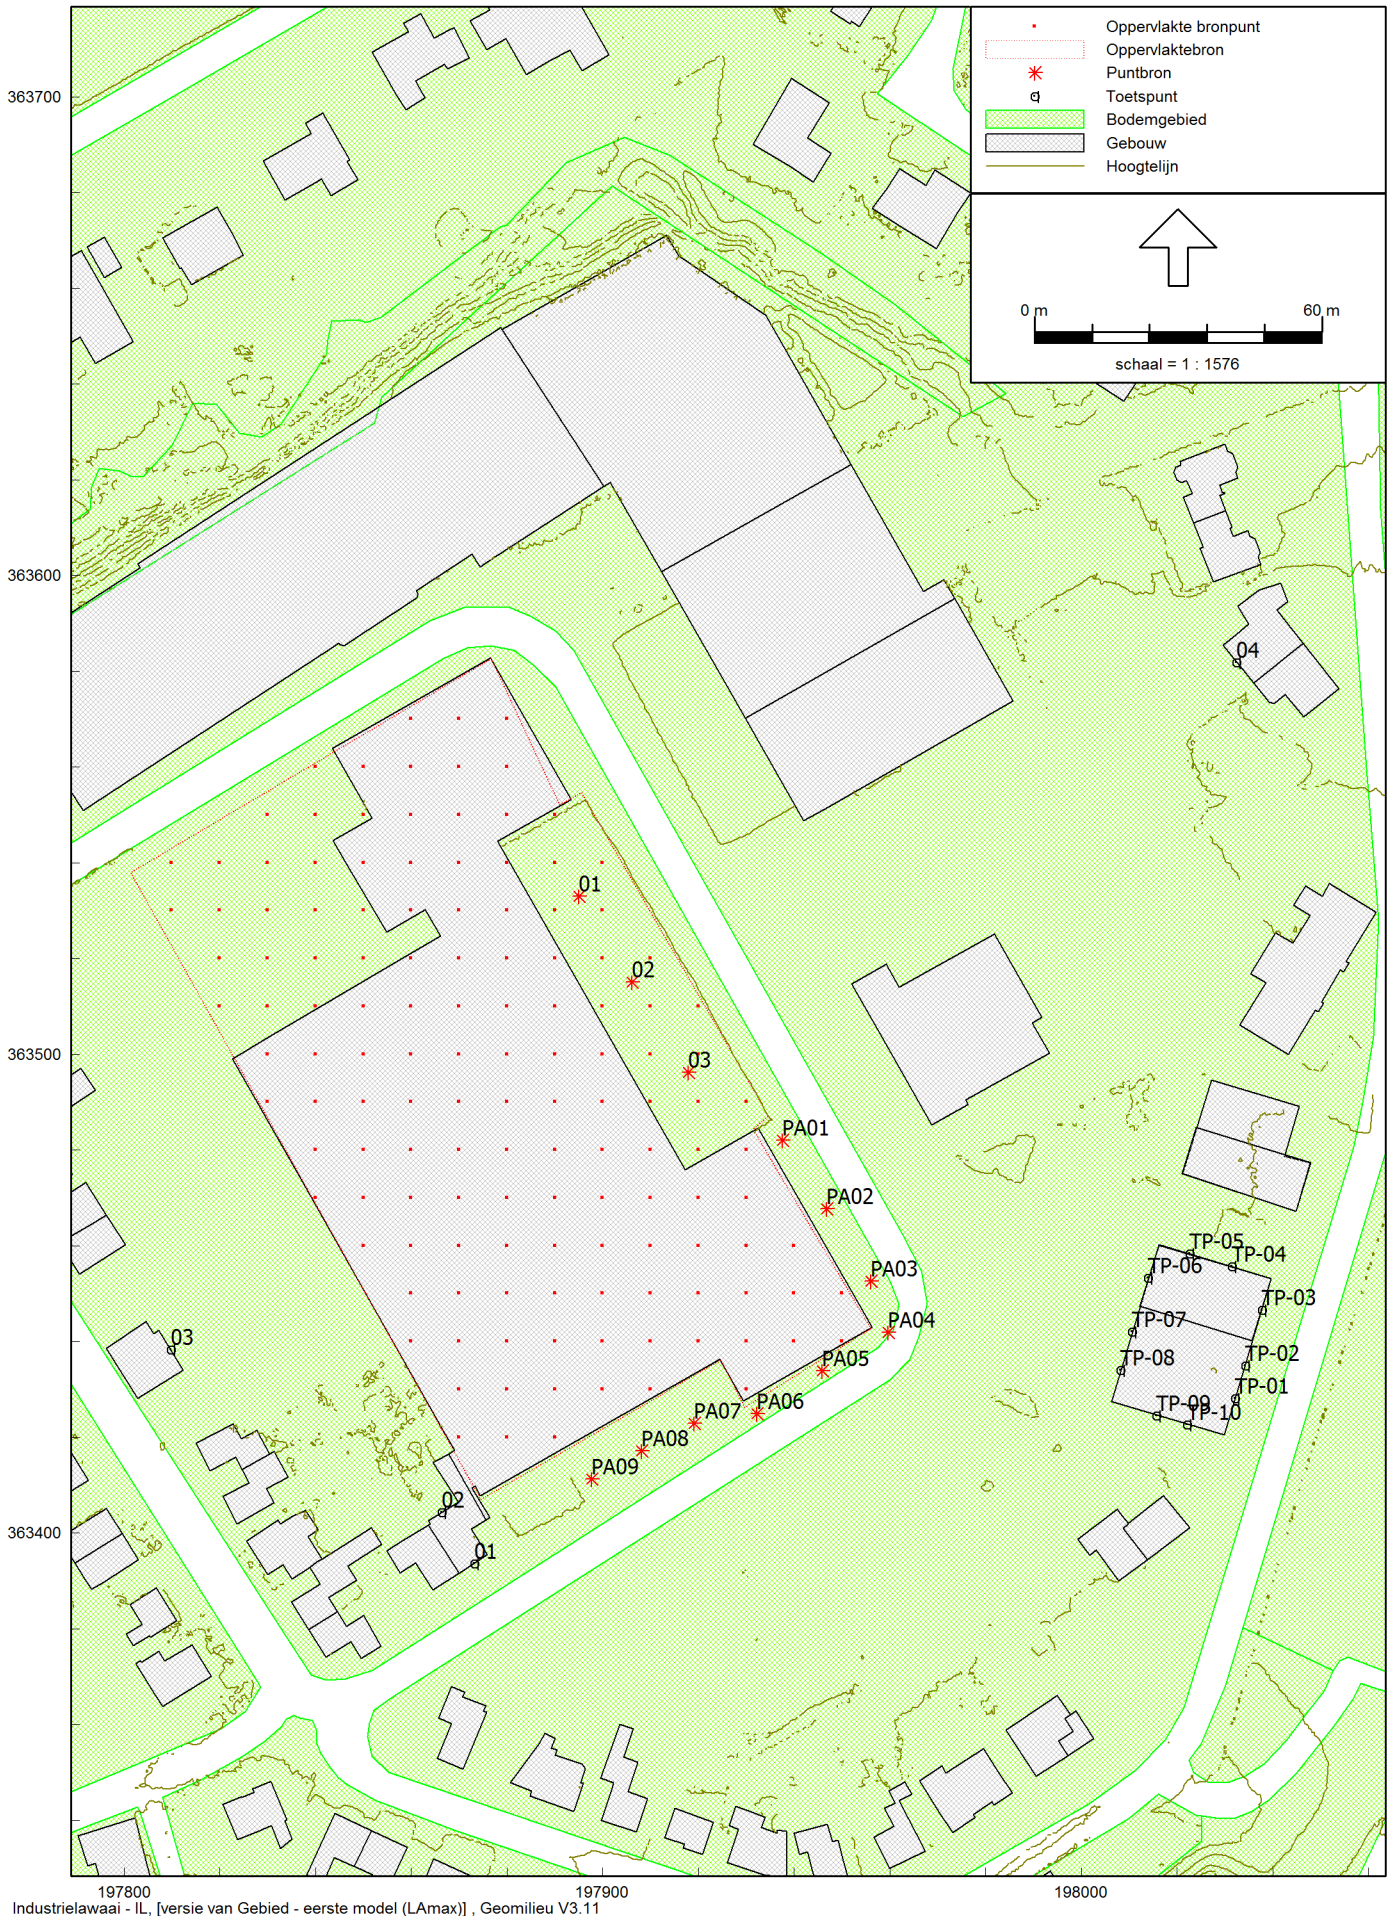 Oppervlakte bronpunt
Oppervlaktebron
Puntbron
Toetspunt
Bodemgebied
Gebouw
Hoogtelijn
0 m 60 m
schaal = 1 : 1576
363700
363600
363500
363400
04
01
02
03
PA01
PA02
PA03
PA04
PA05
PA06
PA07
PA08
PA09
TP-05
TP-04
TP-06
TP-03
TP-07
TP-02
TP-08
TP-01
TP-09
TP-10
03
02
01
197800 197900 198000
Industrielawaai - IL, [versie van Gebied - eerste model (LAmax)] , Geomilieu V3.11